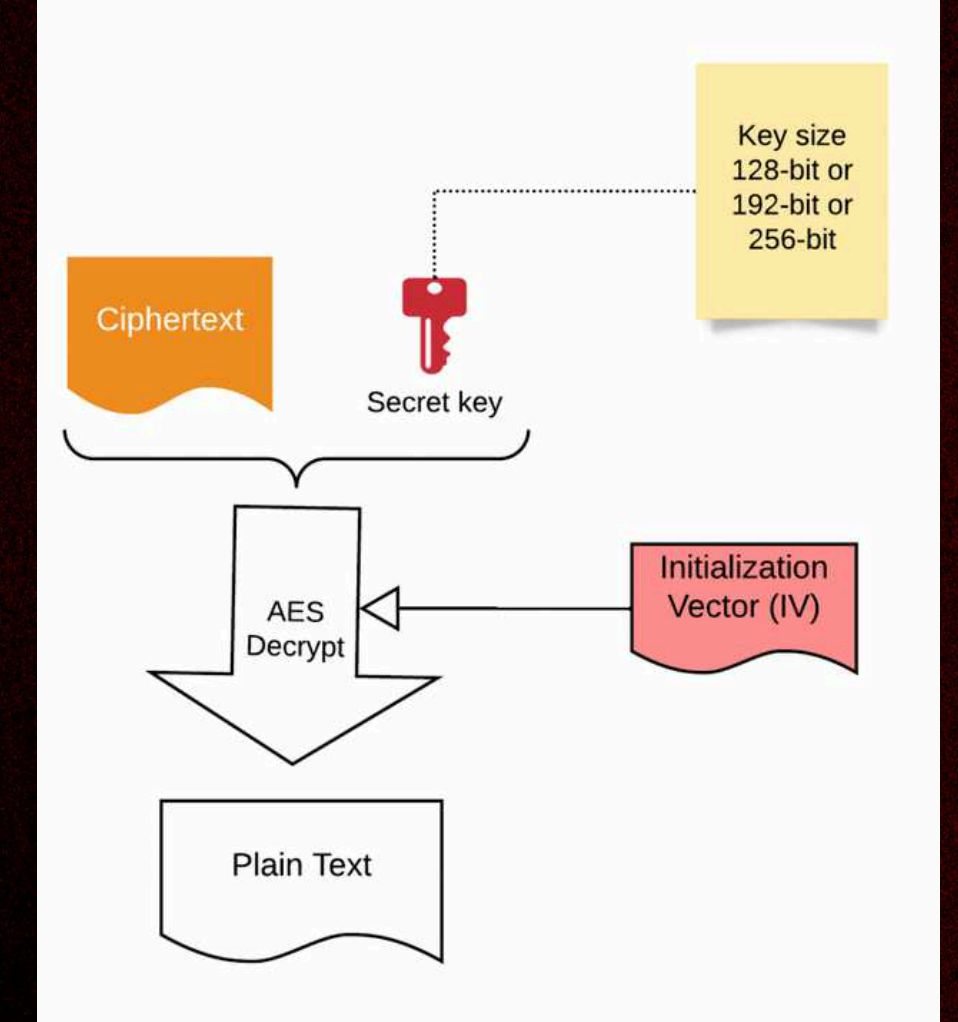 Key size
128-bit or
192-bit or
256-bit
Ciphertext
Secret key
Initialization
Vector (IV)
AES
Decrypt
Plain Text